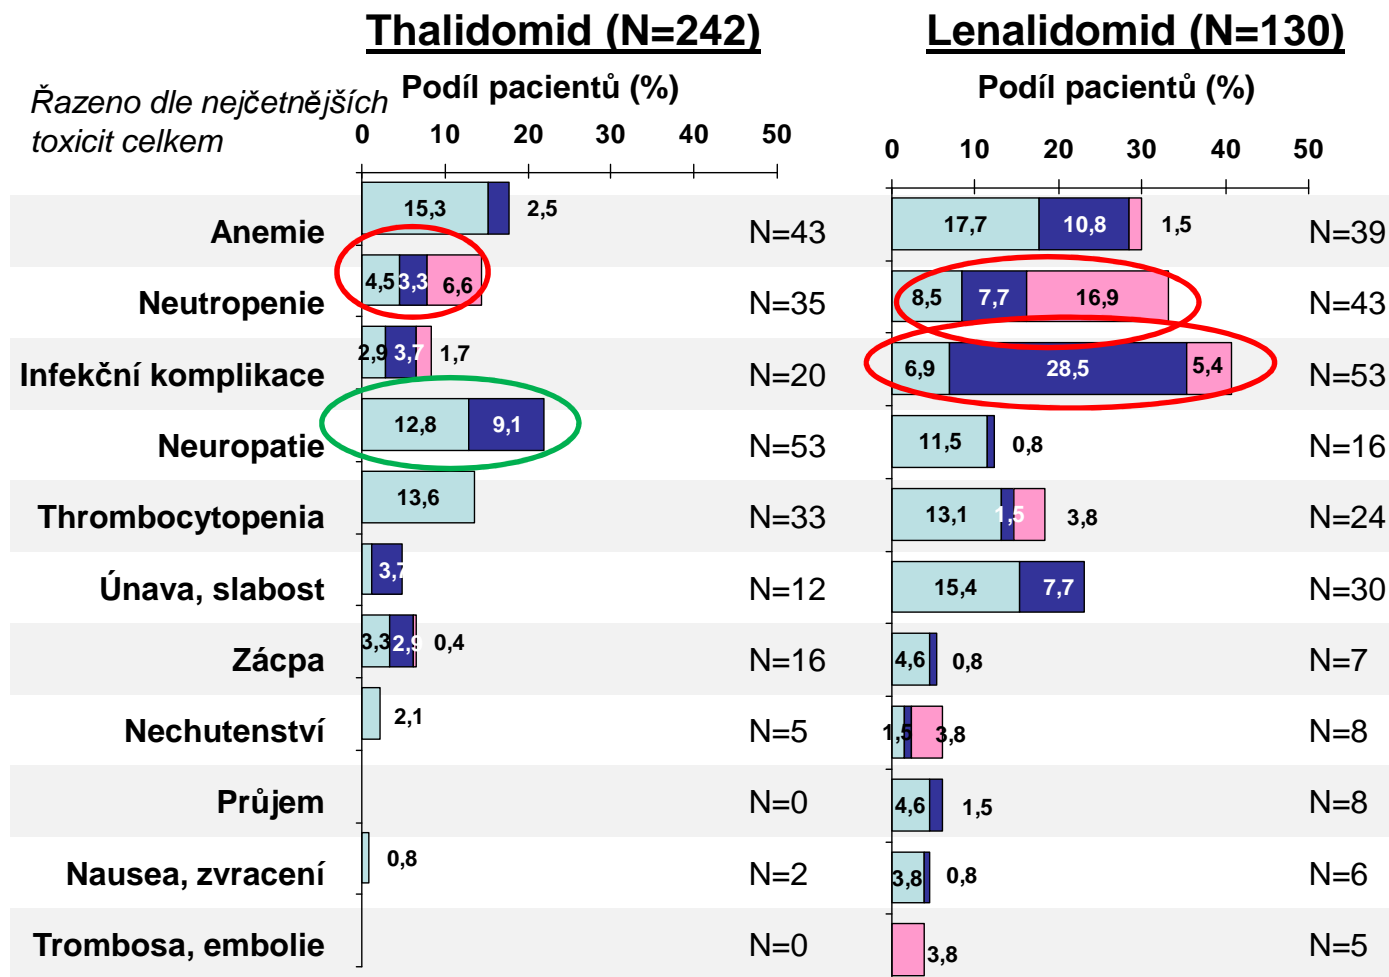 Thalidomid (N=242)
Lenalidomid (N=130)
Řazeno dle nejčetnějších
toxicit celkem
Podíl pacientů (%)
Podíl pacientů (%)
0 10 20 30 40 50
0 10 20 30 40 50
Anemie 15,3 2,5 N=43 17,7 10,8 1,5 N=39
Neutropenie 4,5 3,3 6,6 N=35 8,5 7,7 16,9 N=43
Infekční komplikace 2,9 3,7 1,7 N=20 6,9 28,5 5,4 N=53
Neuropatie 12,8 9,1 N=53 11,5 0,8 N=16
Thrombocytopenia 13,6 N=33 13,1 1,5 3,8 N=24
Únava, slabost 3,7 N=12 15,4 7,7 N=30
Zácpa 3,3 2,9 0,4 N=16 4,6 0,8 N=7
Nechutenství 2,1 N=5 1,5 3,8 N=8
Průjem N=0 4,6 1,5 N=8
Nausea, zvracení 0,8 N=2 3,8 0,8 N=6
Trombosa, embolie N=0 3,8 N=5